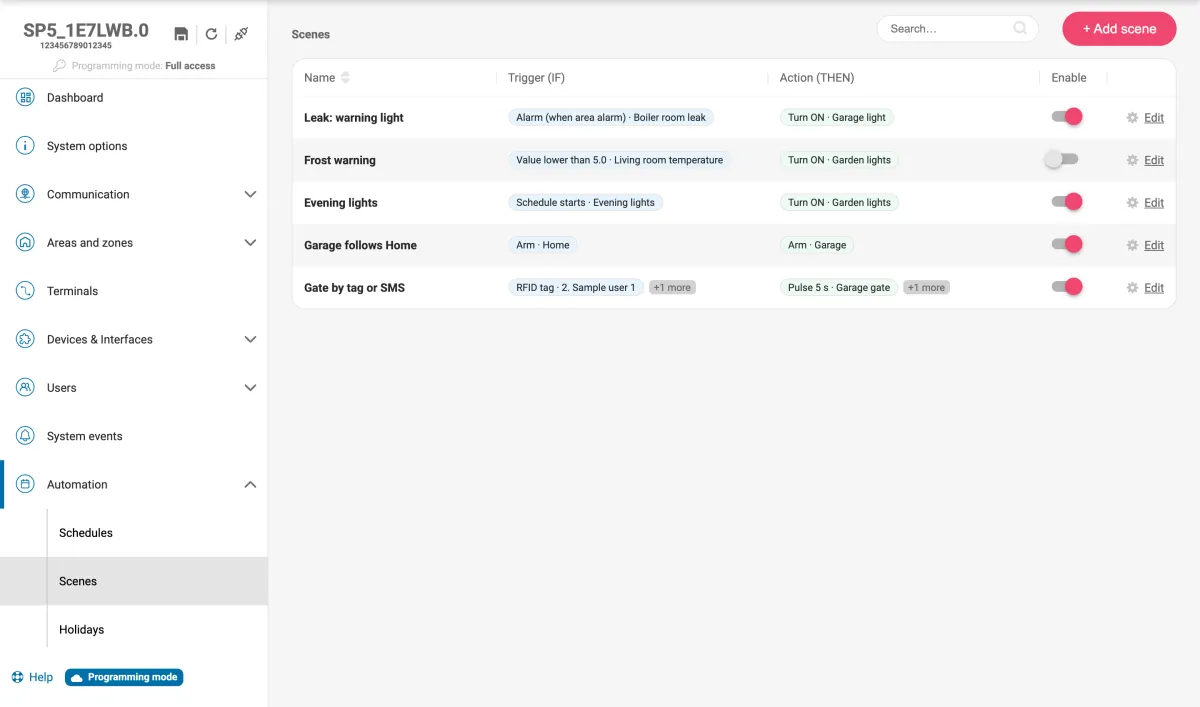 SP5_1E7LWB.0
123456789012345
Programming mode: Full access
Dashboard
System options
Communication
Areas and zones
Terminals
Devices & Interfaces
Users
System events
Automation
Schedules
Scenes
Holidays
Help
Programming mode
Scenes
Search...
+ Add scene
Name Trigger (IF) Action (THEN) Enable
Leak: warning light Alarm (when area alarm) · Boiler room leak Turn ON · Garage light Edit
Frost warning Value lower than 5.0 · Living room temperature Turn ON · Garden lights Edit
Evening lights Schedule starts · Evening lights Turn ON · Garden lights Edit
Garage follows Home Arm · Home Arm · Garage Edit
Gate by tag or SMS RFID tag · 2. Sample user 1 +1 more Pulse 5 s · Garage gate +1 more Edit